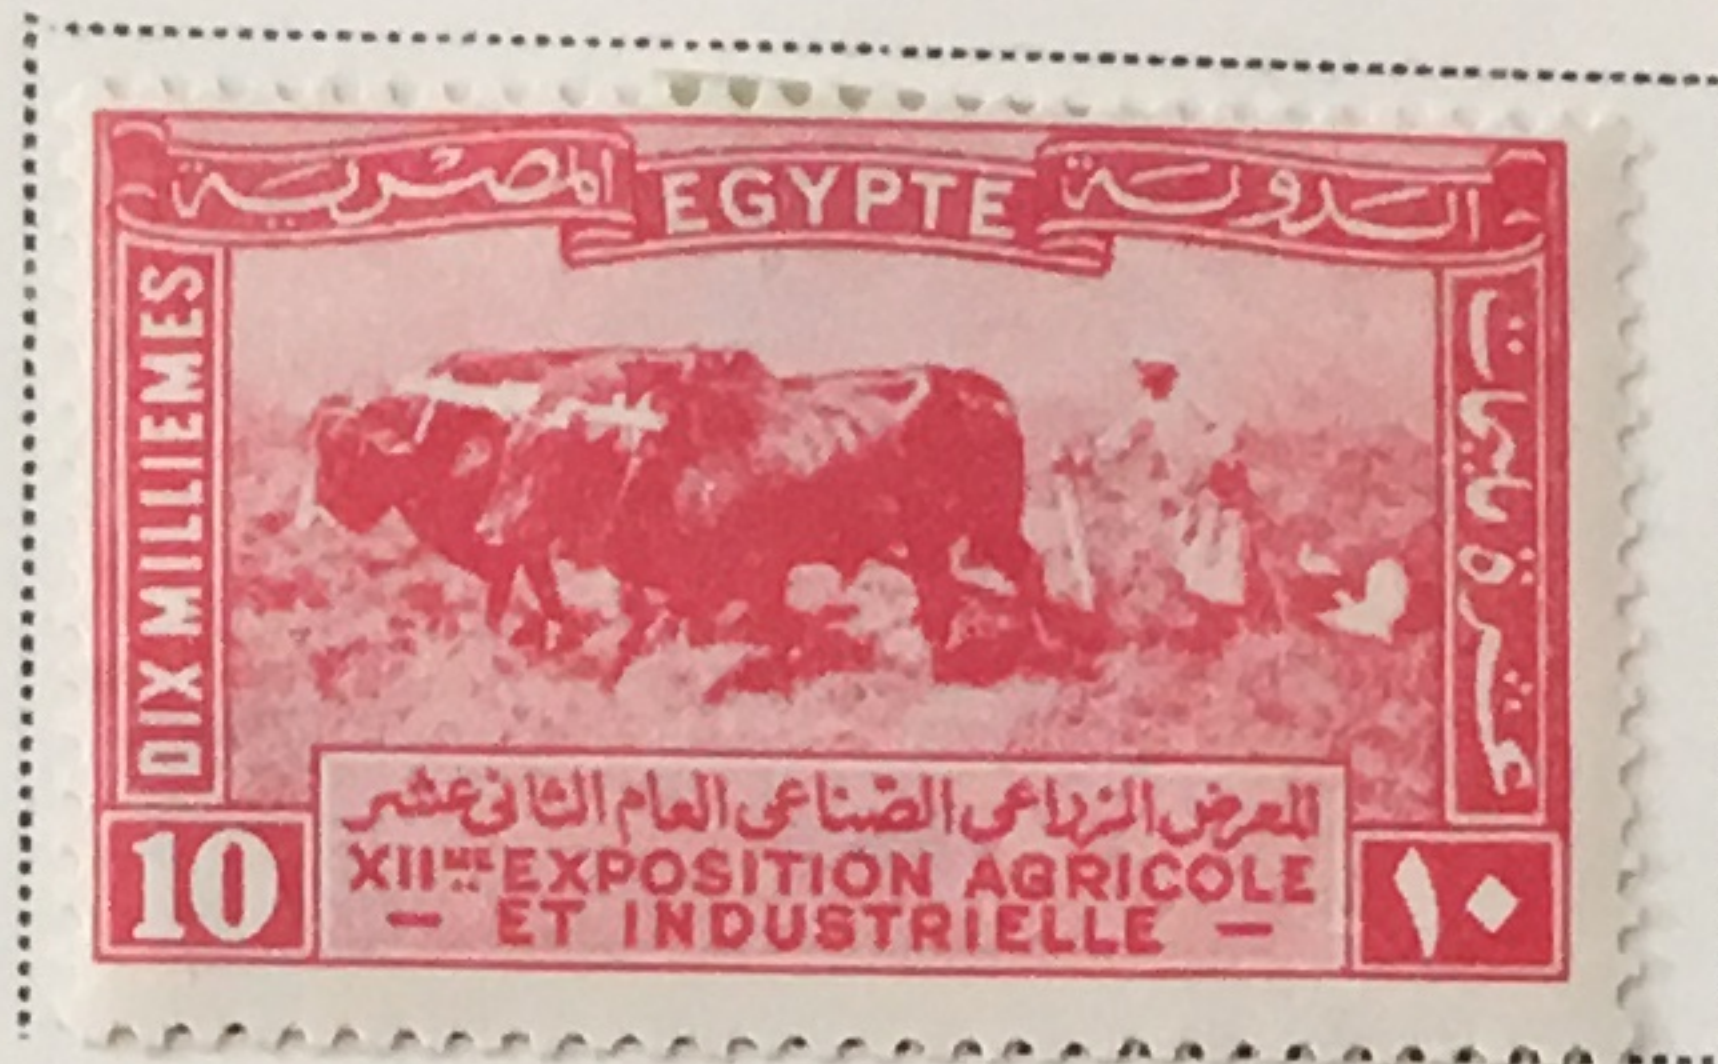 الدولة EGYPTE المصرية
DIX MILLIEMES
عشرة مليمات
المعرض الزراعى الصناعى العام الثانى عشر
XIIME EXPOSITION AGRICOLE
- ET INDUSTRIELLE -
10
١٠